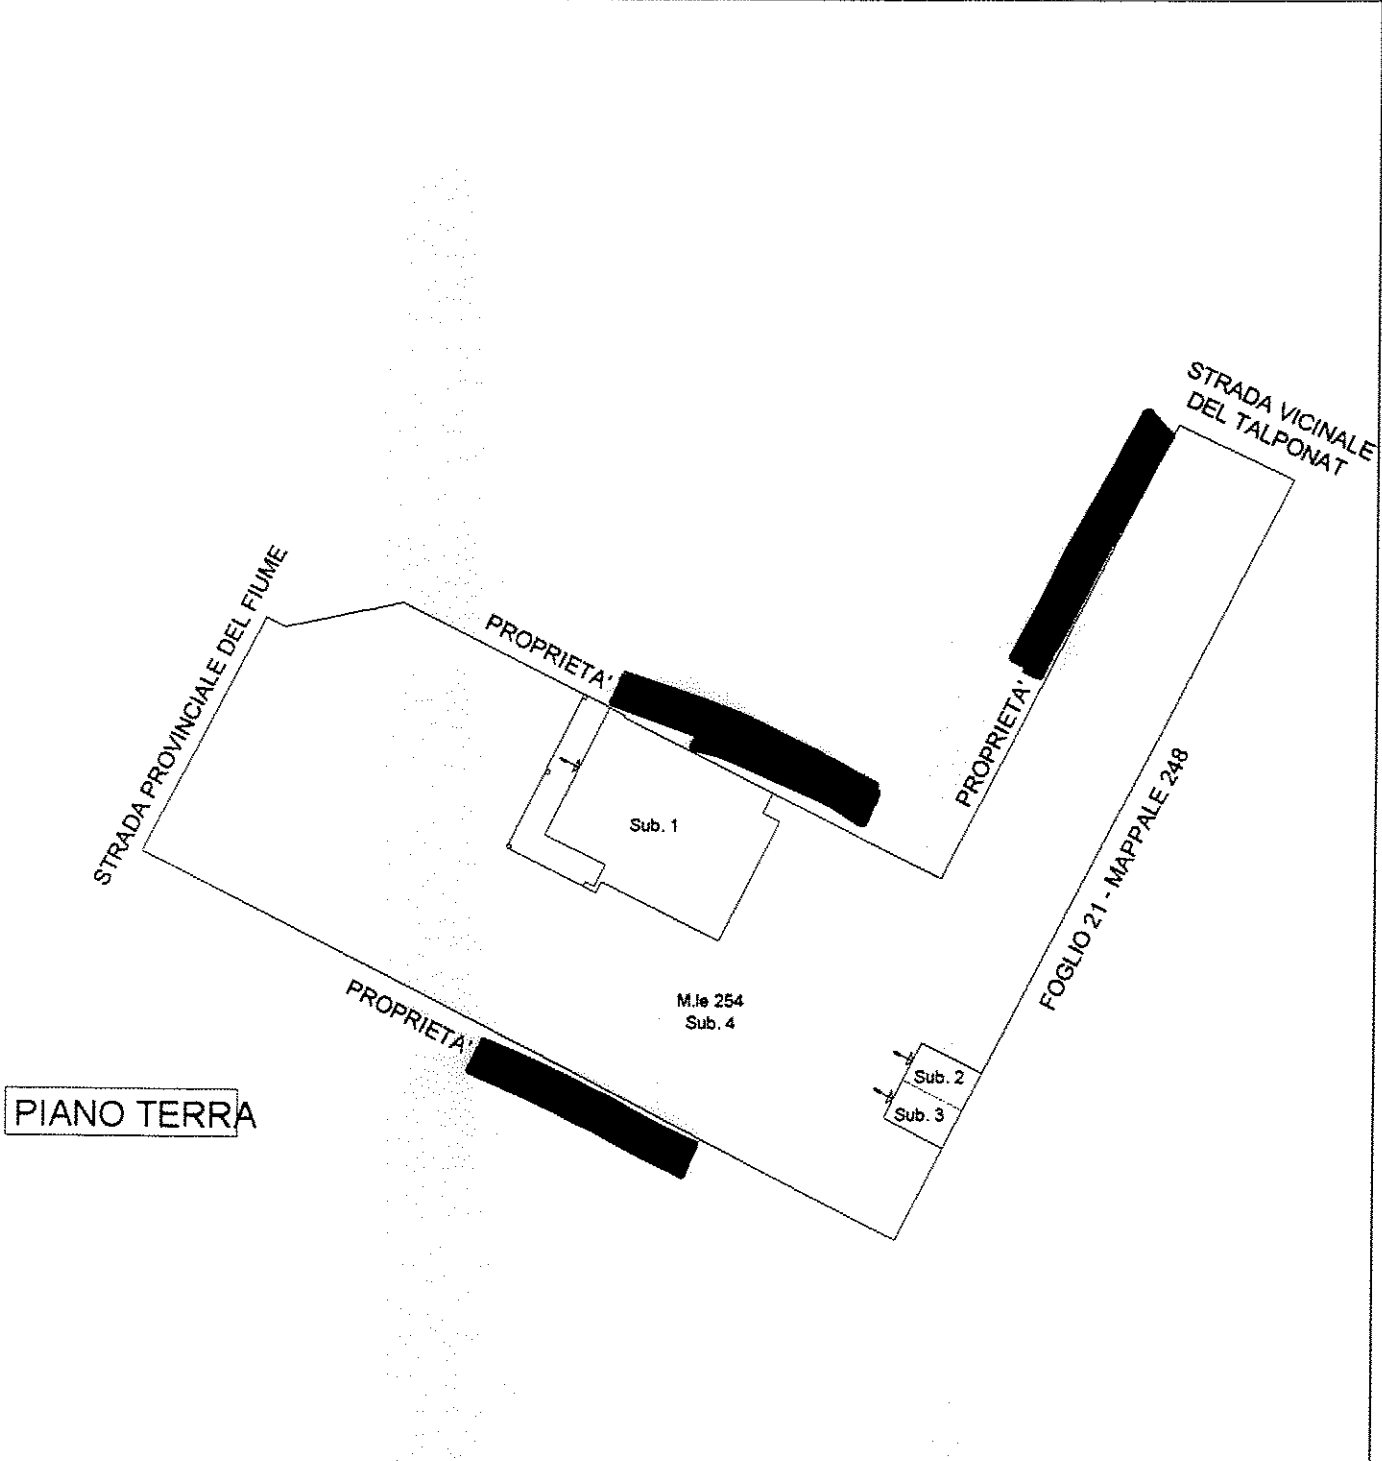 STRADA VICINALE
DEL TALPONAT
STRADA PROVINCIALE DEL FIUME
PROPRIETA'
PROPRIETA'
FOGLIO 21 - MAPPALE 248
Sub. 1
M.le 254
Sub. 4
PROPRIETA'
Sub. 2
Sub. 3
PIANO TERRA